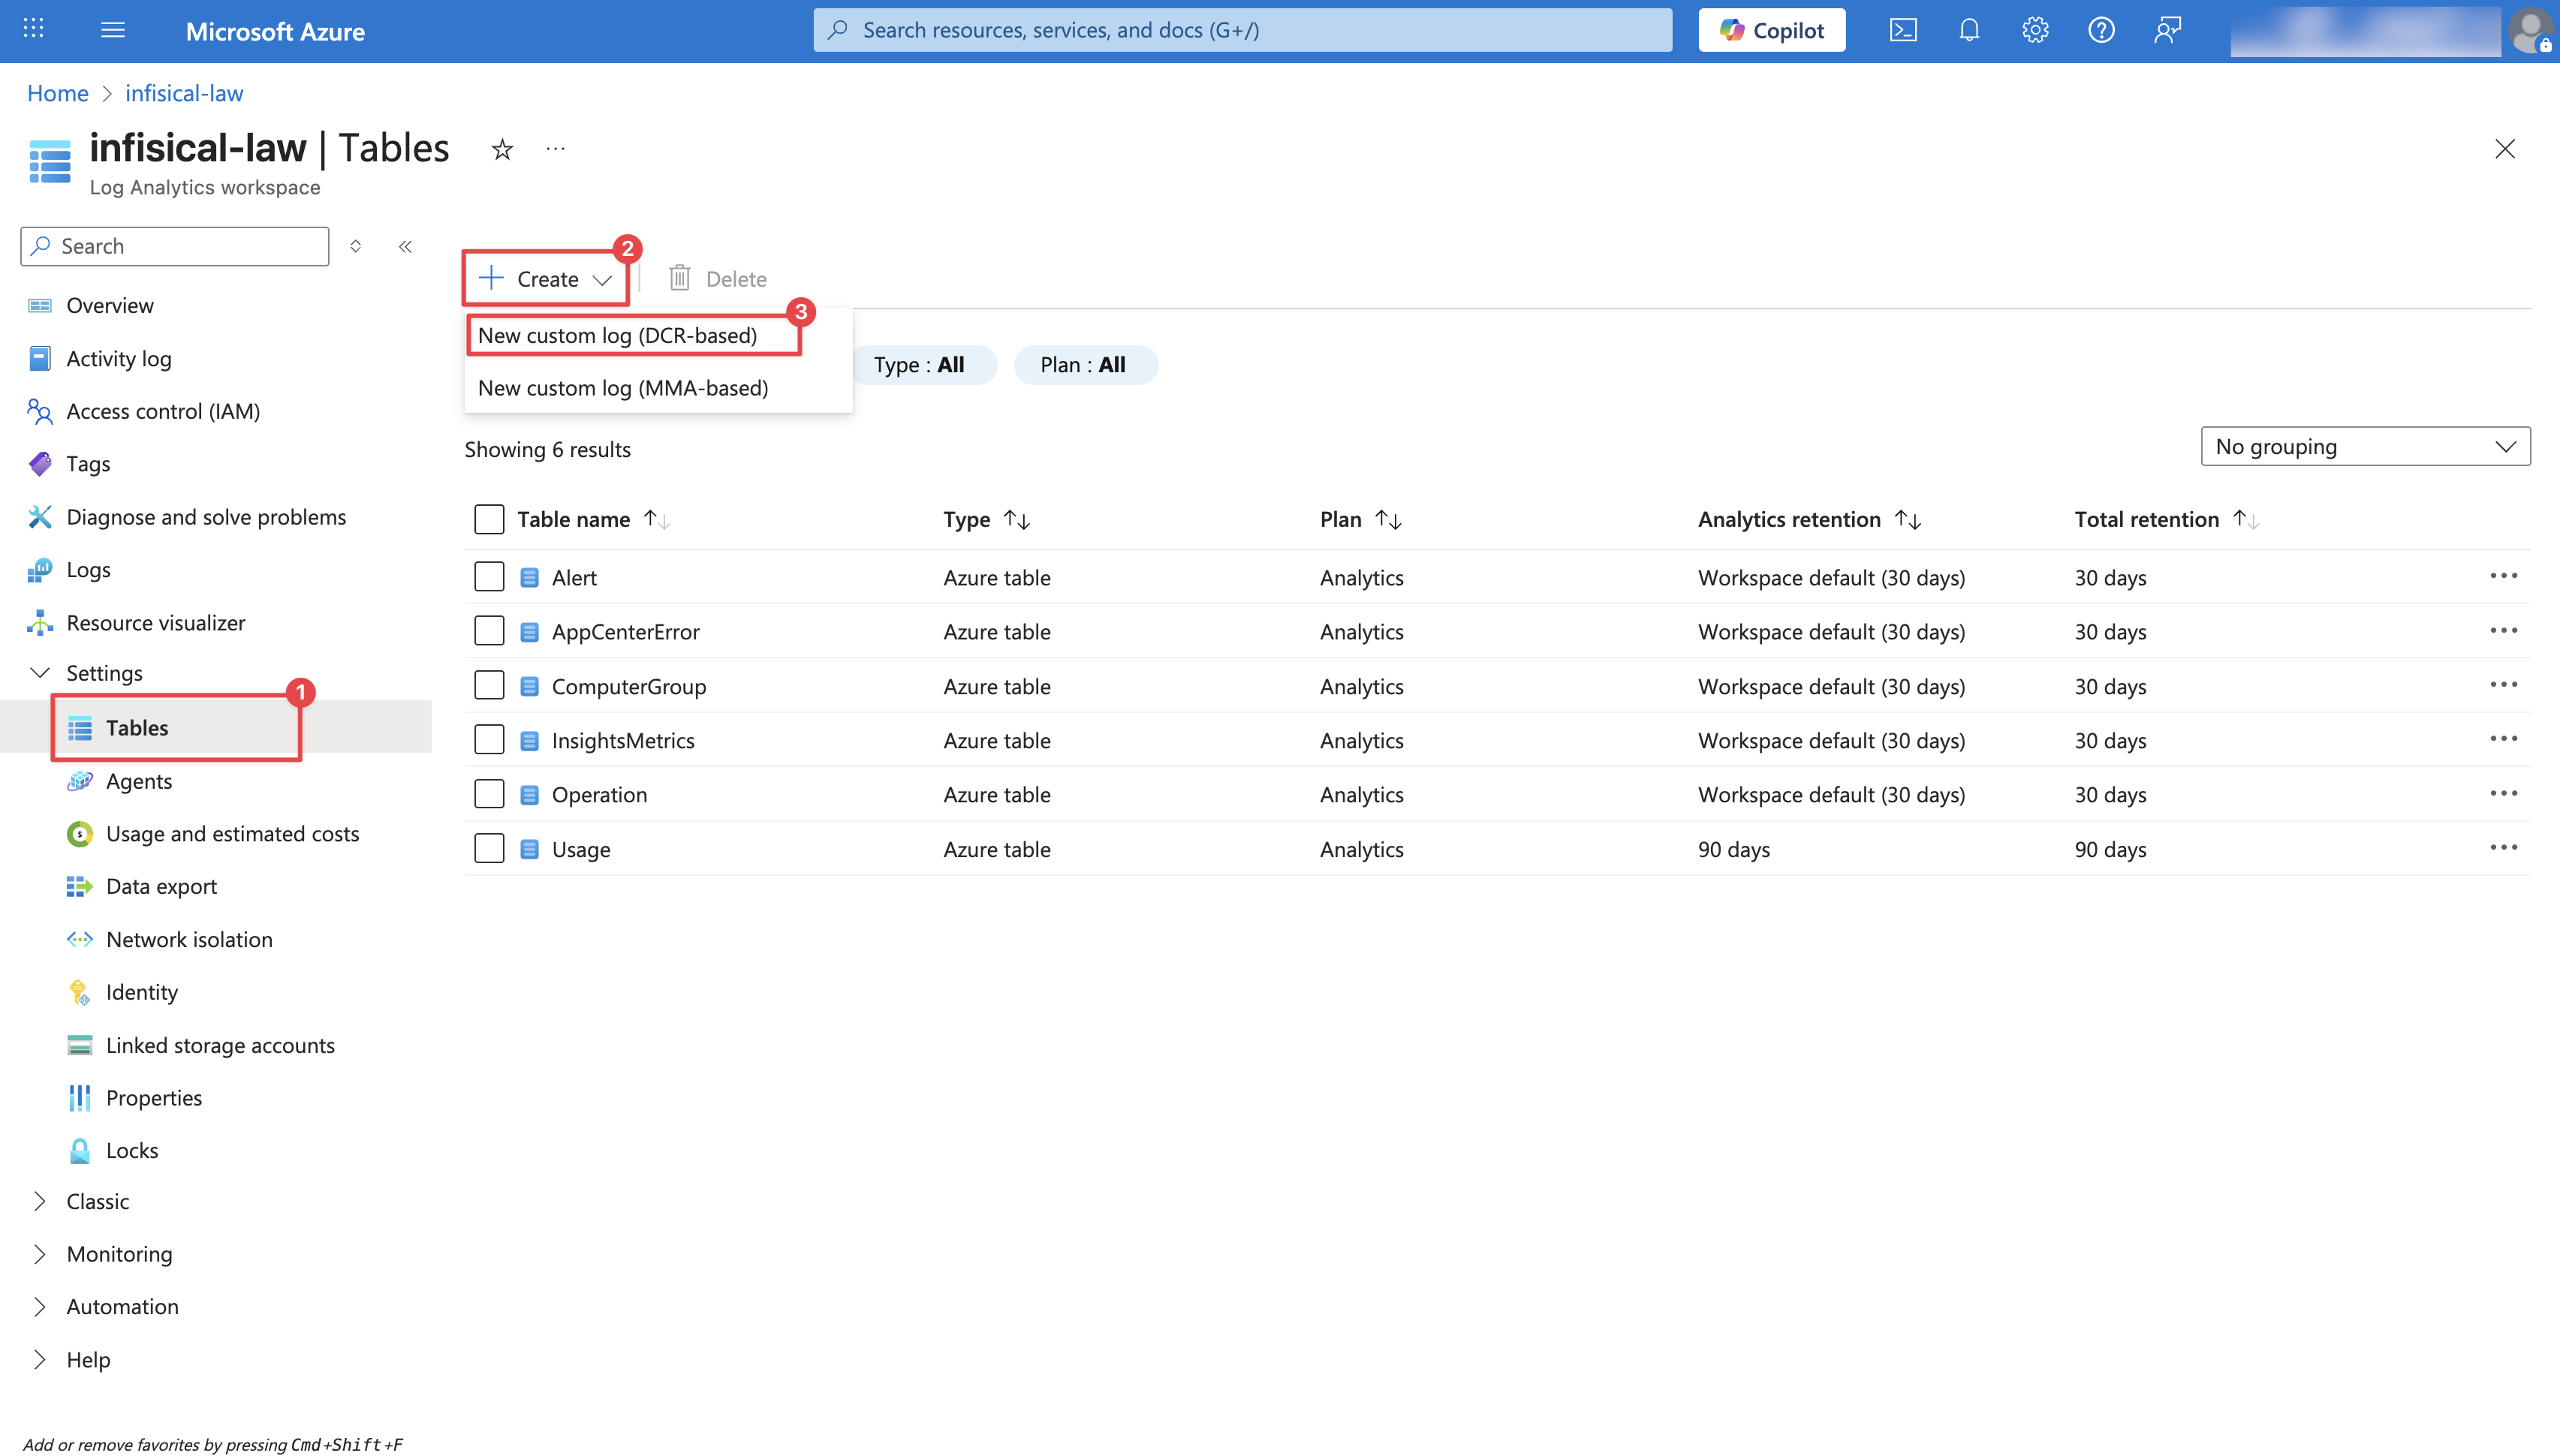 Microsoft Azure
Search resources, services, and docs (G+/)
Copilot
Home > infisical-law
infisical-law | Tables
Log Analytics workspace
Search
Overview
Activity log
Access control (IAM)
Tags
Diagnose and solve problems
Logs
Resource visualizer
Settings
1
Tables
Agents
Usage and estimated costs
Data export
Network isolation
Identity
Linked storage accounts
Properties
Locks
Classic
Monitoring
Automation
Help
Add or remove favorites by pressing Cmd+Shift+F
2
Create
Delete
3
New custom log (DCR-based)
New custom log (MMA-based)
Type : All
Plan : All
Showing 6 results
No grouping
Table name Type Plan Analytics retention Total retention
Alert Azure table Analytics Workspace default (30 days) 30 days
AppCenterError Azure table Analytics Workspace default (30 days) 30 days
ComputerGroup Azure table Analytics Workspace default (30 days) 30 days
InsightsMetrics Azure table Analytics Workspace default (30 days) 30 days
Operation Azure table Analytics Workspace default (30 days) 30 days
Usage Azure table Analytics 90 days 90 days